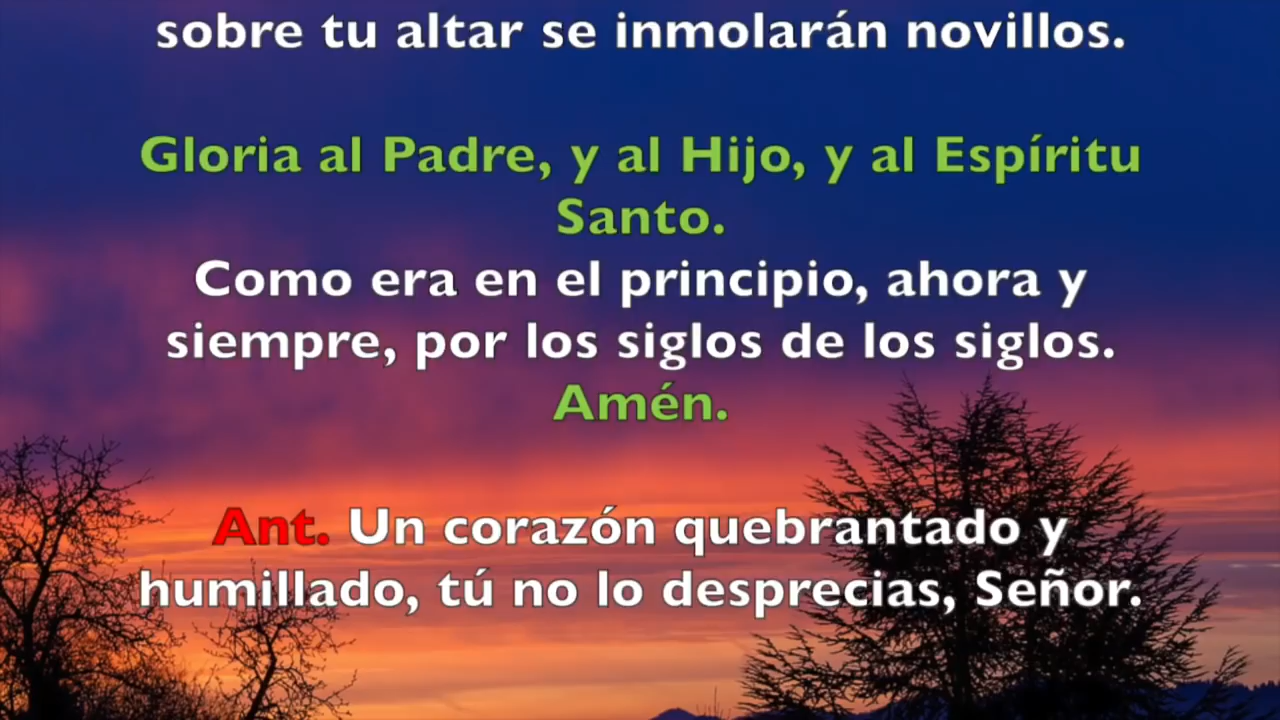 sobre tu altar se inmolarán novillos.
Gloria al Padre, y al Hijo, y al Espíritu
Santo.
Como era en el principio, ahora y
siempre, por los siglos de los siglos.
Amén.
Ant. Un corazón quebrantado y
humillado, tú no lo desprecias, Señor.